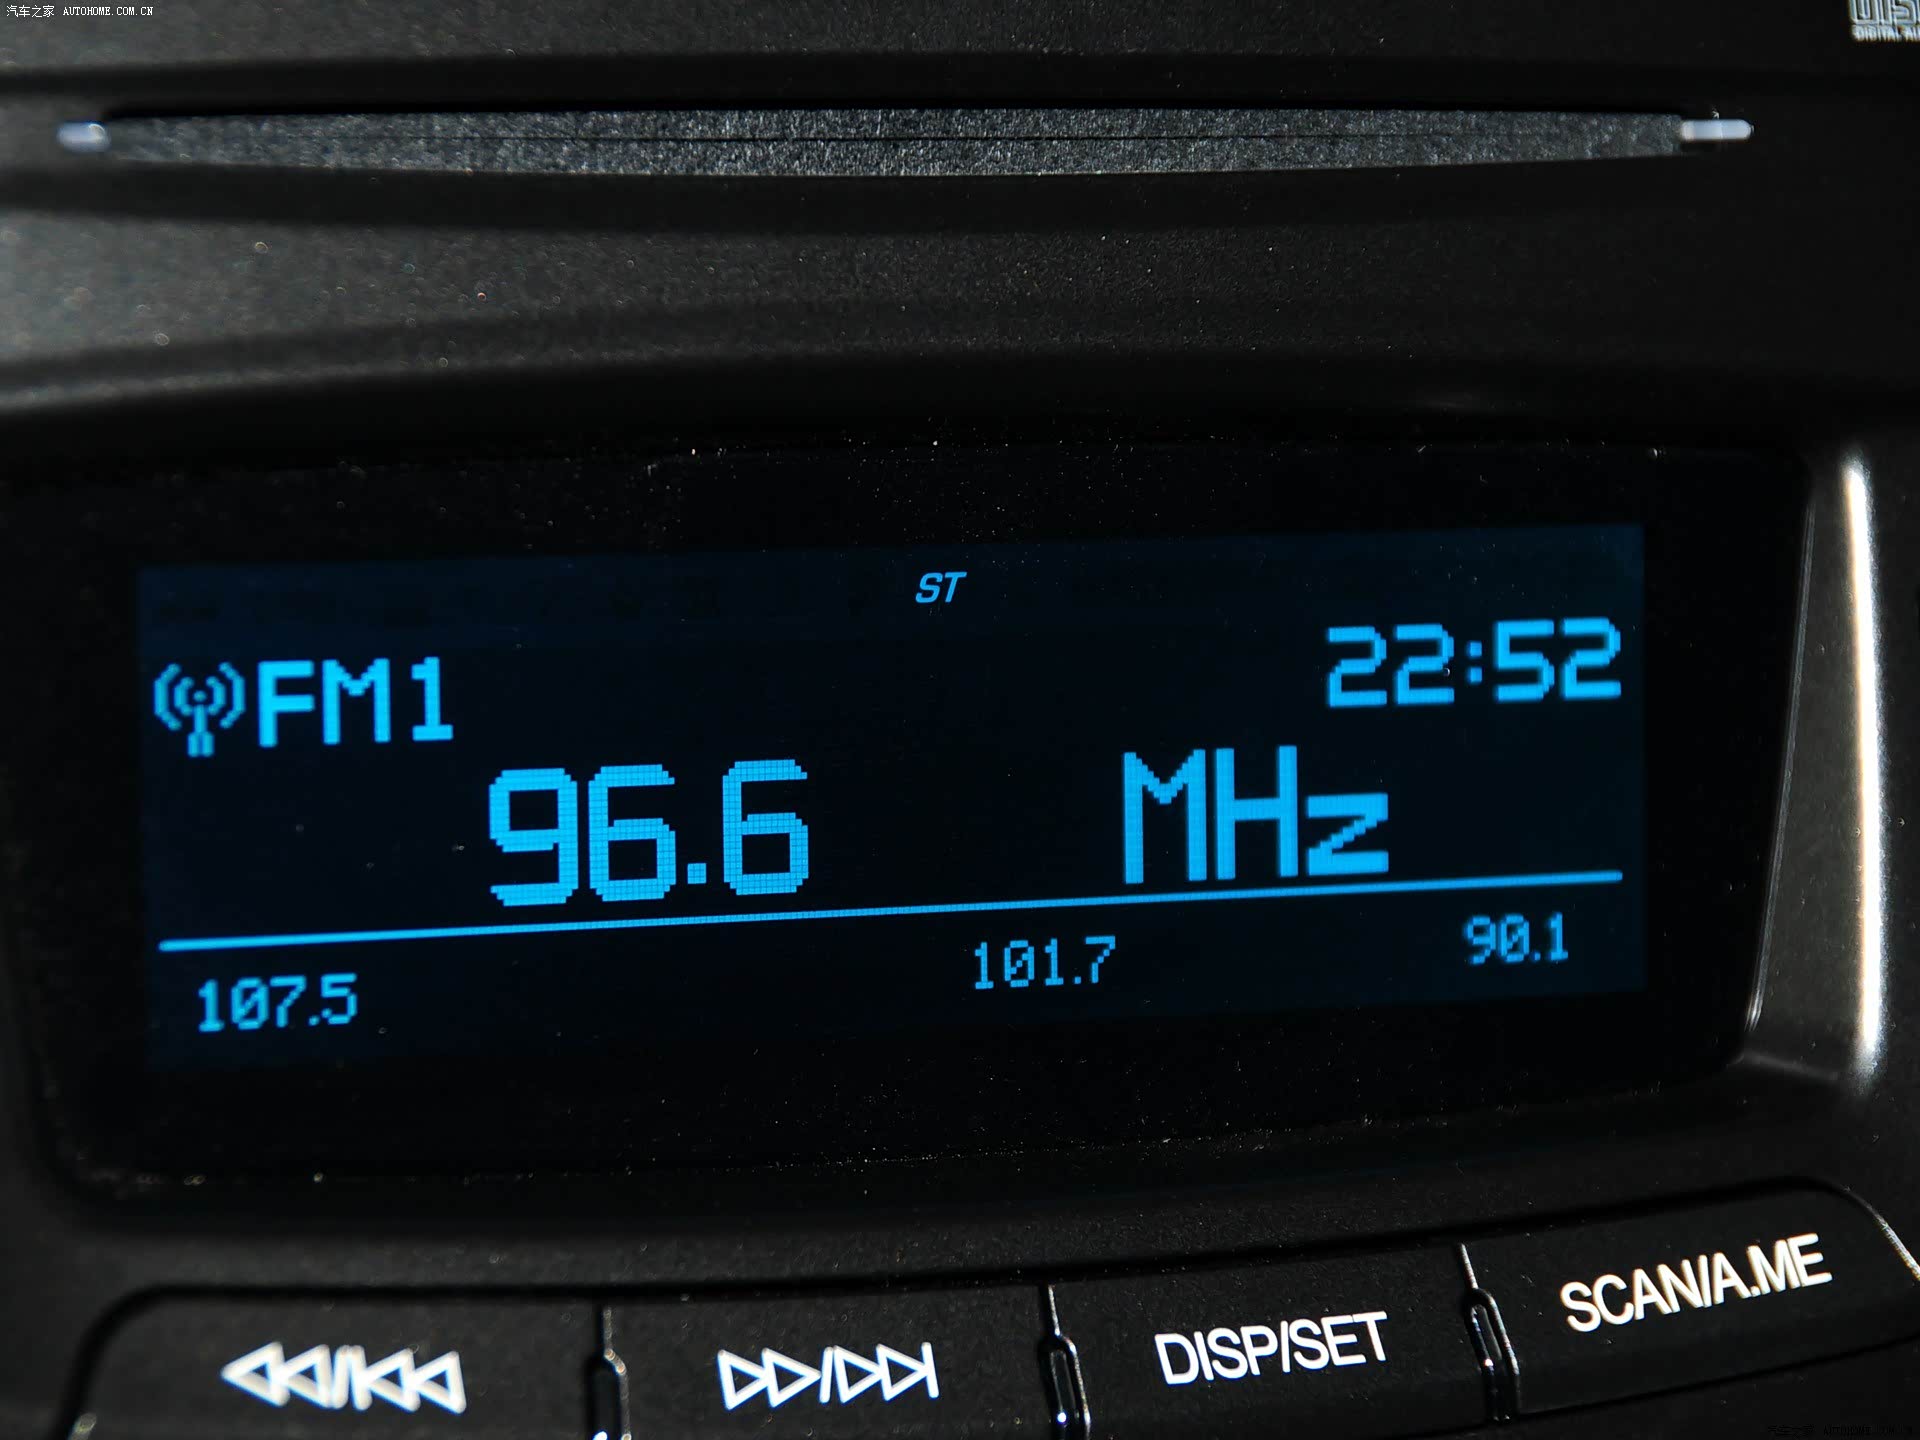 汽车之家 AUTOHOME.COM.CN
ST
FM1
22:52
96.6 MHz
107.5 101.7 90.1
DISP/SET
SCAN/A.ME